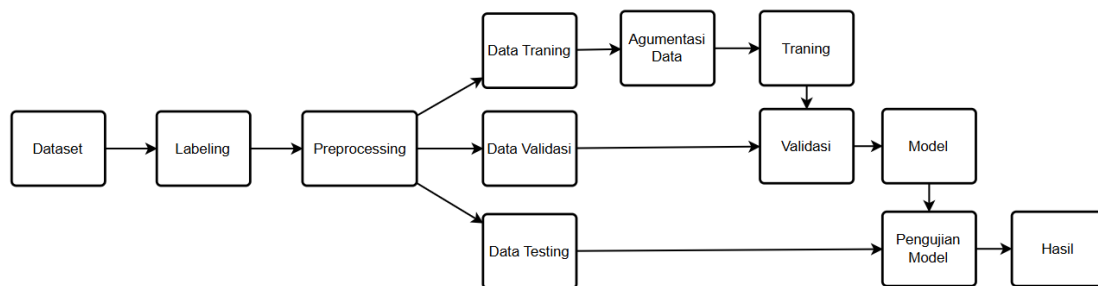 Data Traning
Agumentasi
Data
Traning
Dataset
Labeling
Preprocessing
Data Validasi
Validasi
Model
Data Testing
Pengujian
Model
Hasil